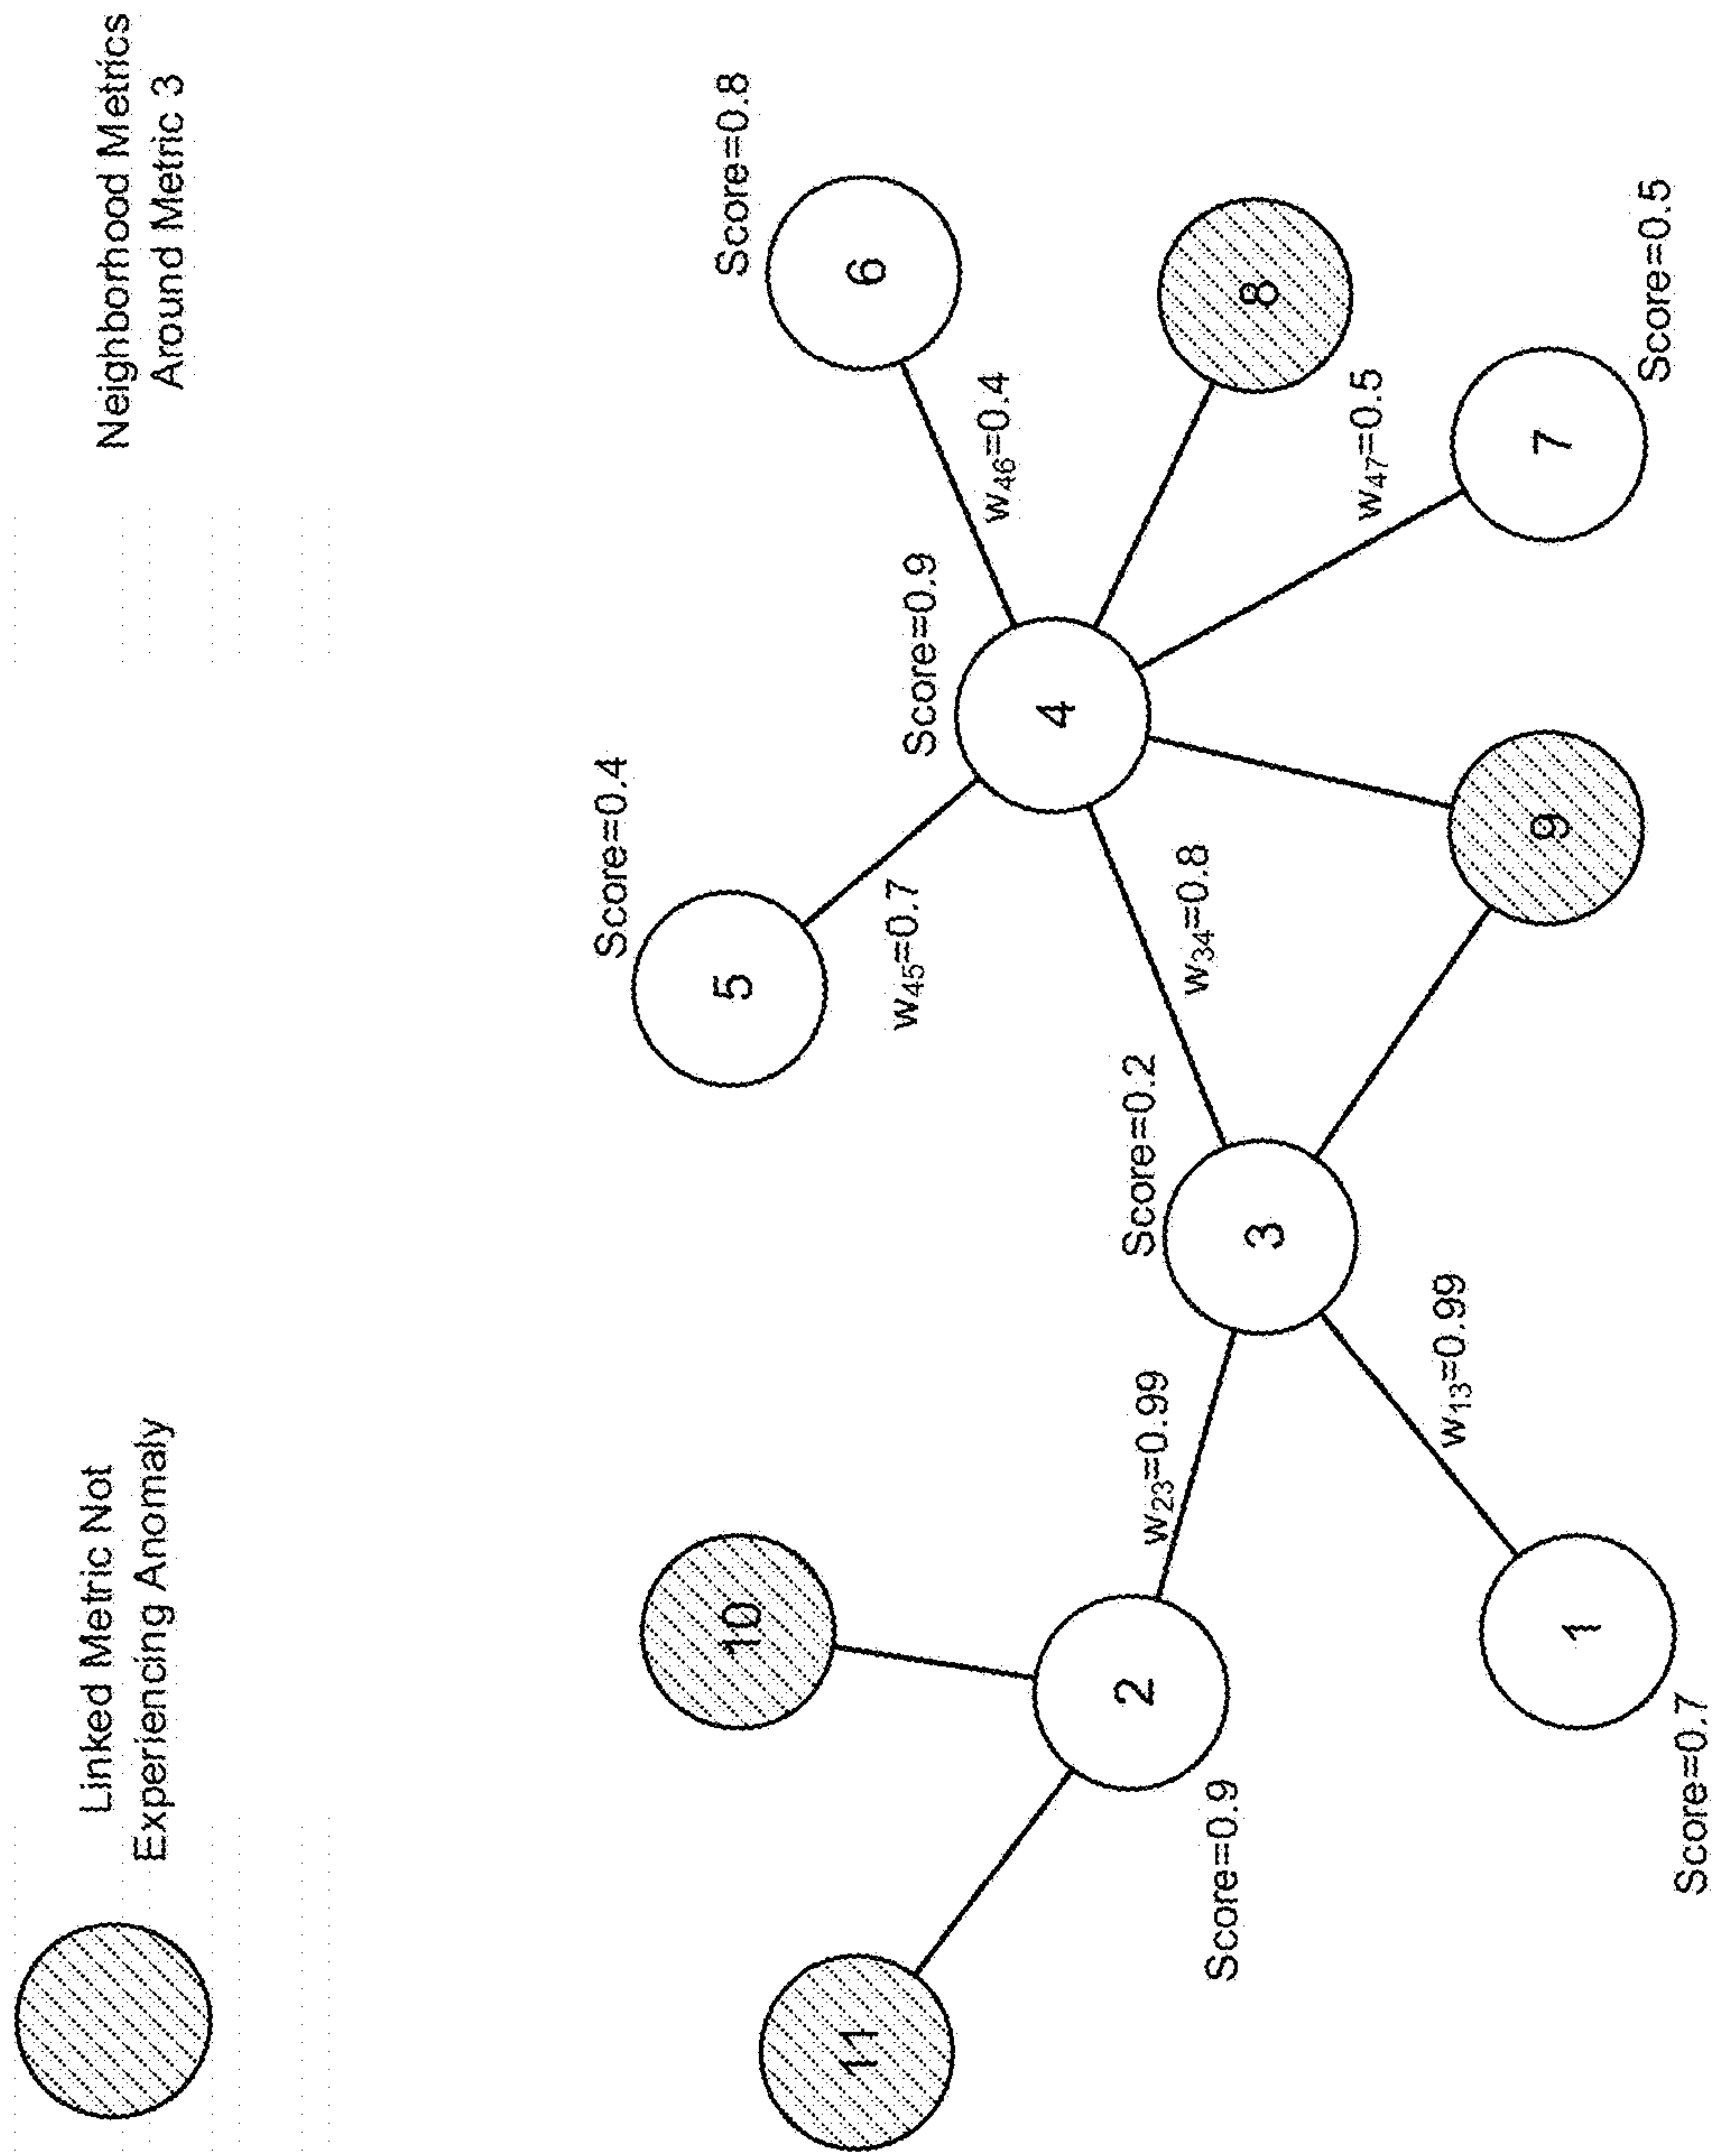 Linked Metric Not
Experiencing Anomaly
Neighborhood Metrics
Around Metric 3
Score=0.4
5
w45=0.7
10
Score=0.8
6
11
Score=0.9
4
w46=0.4
2
Score=0.9
w23=0.99
Score=0.2
3
w34=0.8
8
w47=0.5
w13=0.99
1
Score=0.7
9
7
Score=0.5